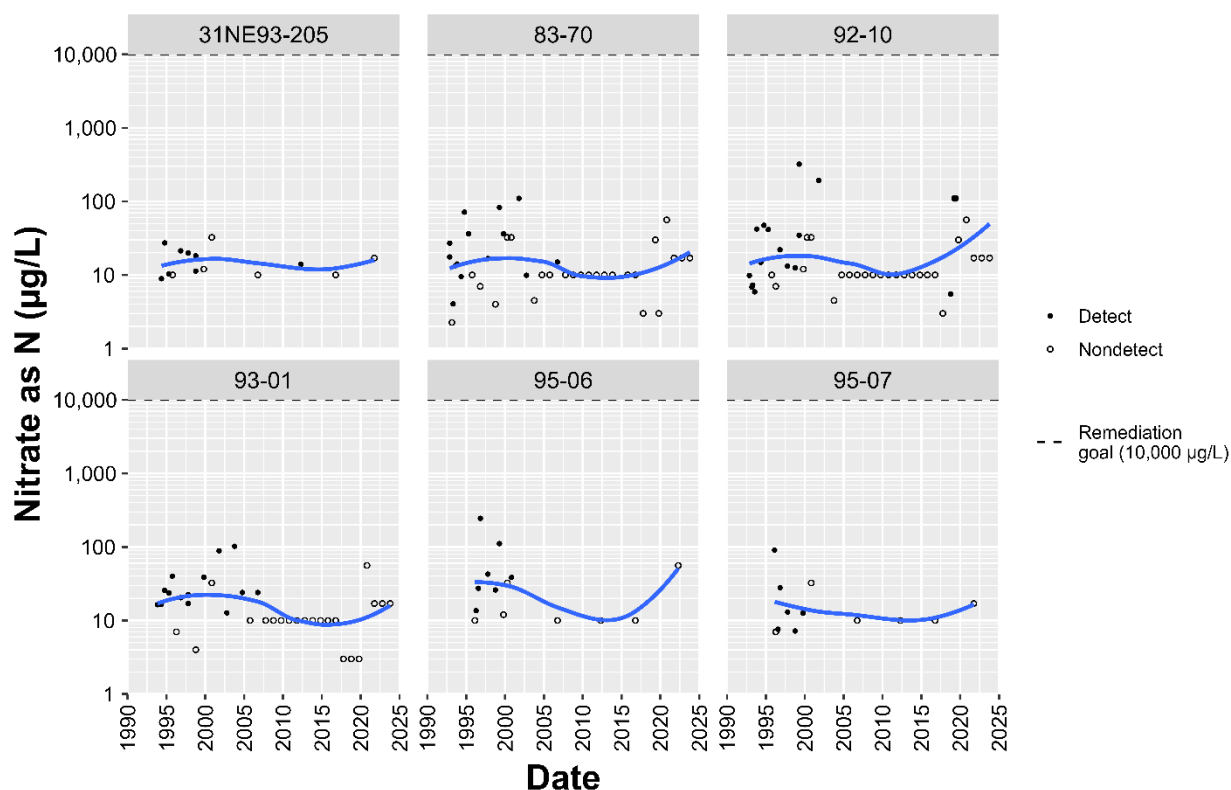 31NE93-205 83-70 92-10
10,000
1,000
100
10
1
93-01 95-06 95-07
10,000
1,000
100
10
1
1990 1995 2000 2005 2010 2015 2020 2025 1990 1995 2000 2005 2010 2015 2020 2025 1990 1995 2000 2005 2010 2015 2020 2025
Nitrate as N (µg/L)
Date
Detect
Nondetect
Remediation
goal (10,000 µg/L)